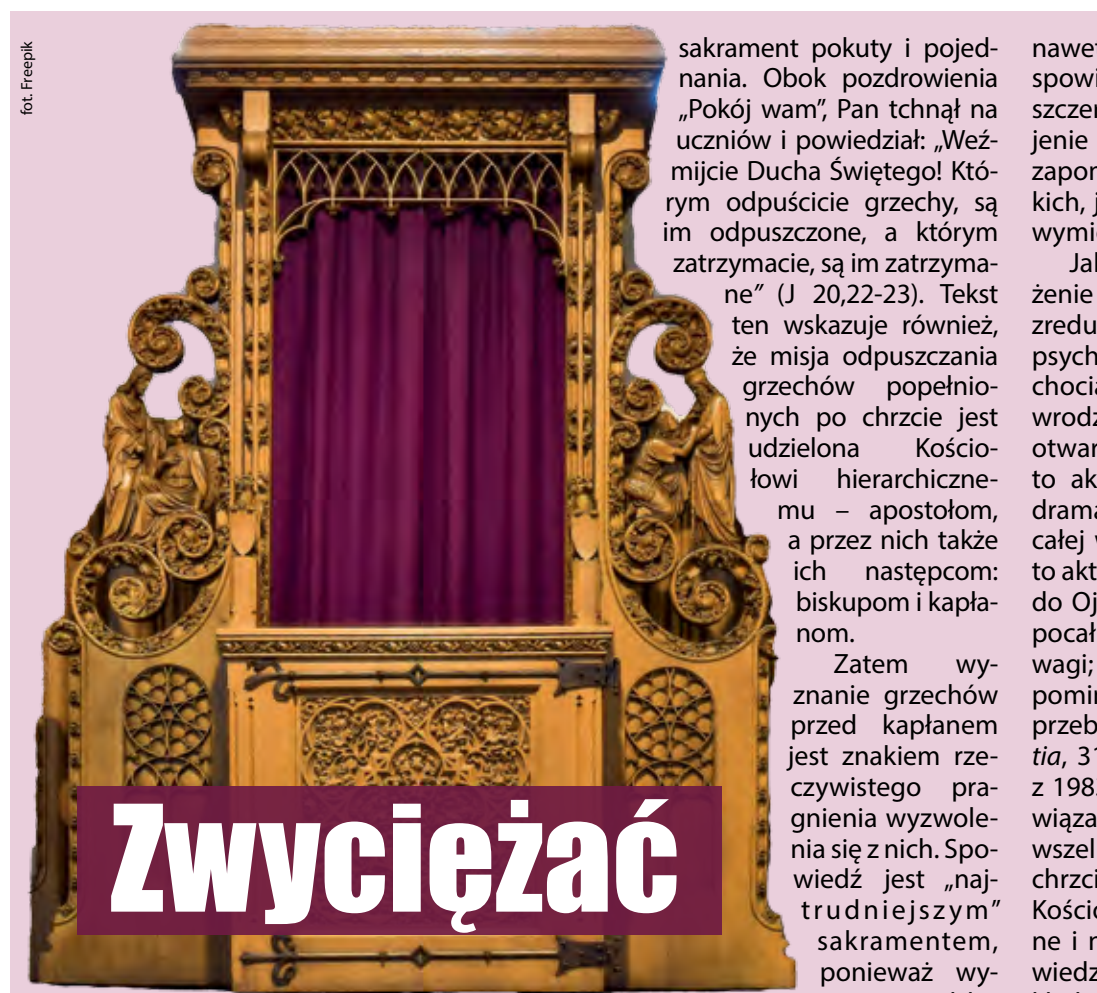 fot. Freepik
Zwyciężać
sakrament pokuty i pojed-
nania. Obok pozdrowienia
„Pokój wam”, Pan tchnął na
uczniów i powiedział: „Weź-
mijcie Ducha Świętego! Któ-
rym odpuścicie grzechy, są
im odpuszczone, a którym
zatrzymacie, są im zatrzyma-
ne” (J 20,22-23). Tekst
ten wskazuje również,
że misja odpuszczania
grzechów popełnio-
nych po chrzcie jest
udzielona Kościo-
łowi hierarchiczne-
mu – apostołom,
a przez nich także
ich następcom:
biskupom i kapła-
nom.
Zatem wy-
znanie grzechów
przed kapłanem
jest znakiem rze-
czywistego pra-
gnienia wyzwole-
nia się z nich. Spo-
wiedź jest „naj-
trudniejszym”
sakramentem,
ponieważ wy-
nawet
spowi
szczer
jenie
zapor
kich, j
wymie
Jak
żenie
zredu
psych
chocia
wrodz
otwar
to ak
drama
całej w
to akt
do Oj
pocał
wagi;
pomin
przeb
tia, 31
z 1983
wiąza
wszel
chrzci
Kości
ne i n
wiedz